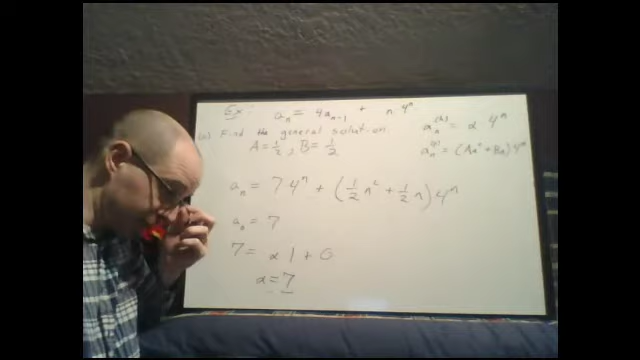 Ex: aₙ = 4aₙ₋₁ + n 4ⁿ.
(a) Find the general solution.
A = 1/2, B = 1/2
aₙ⁽ʰ⁾ = α 4ⁿ
aₙ⁽ᵖ⁾ = (An² + Bn) 4ⁿ
aₙ = 7 4ⁿ + (1/2 n² + 1/2 n) 4ⁿ
aₙ = 7
7 = α 1 + 0
α = 7